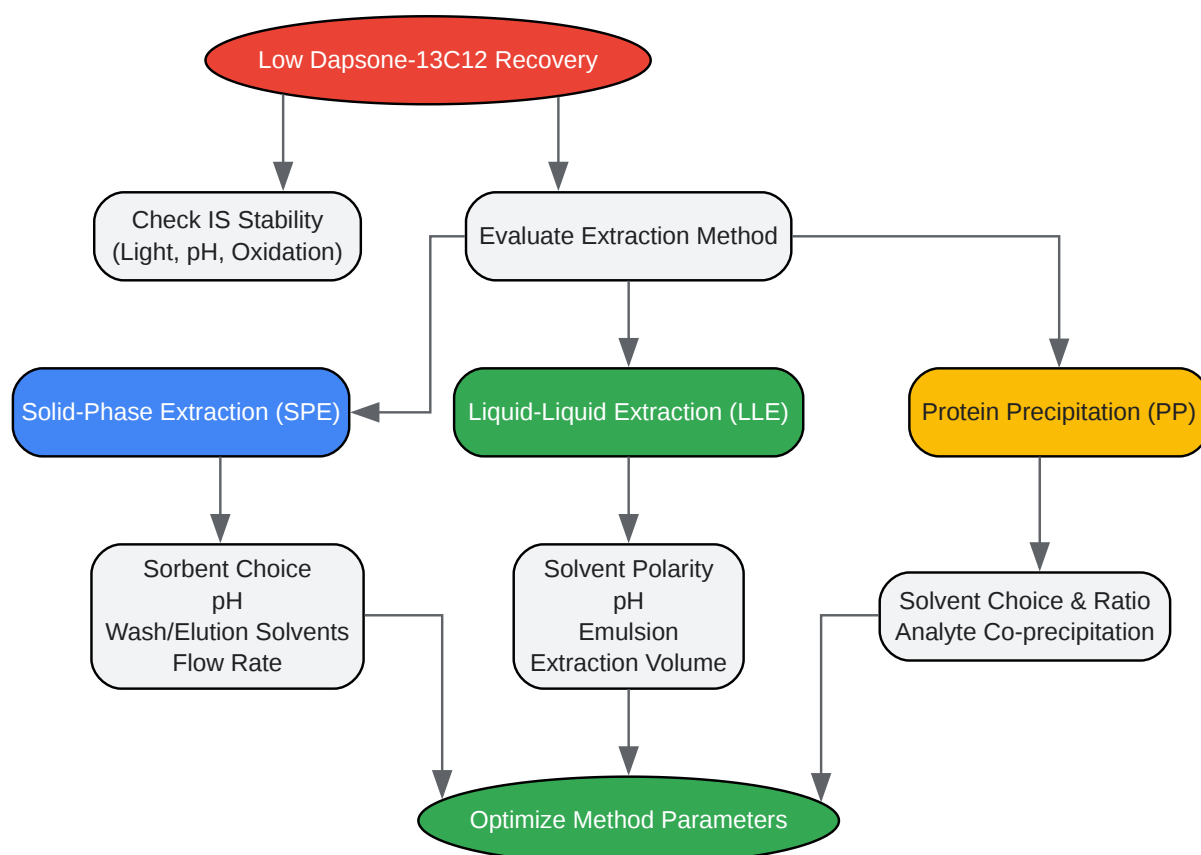 Low Dapsone-13C12 Recovery
Check IS Stability
(Light, pH, Oxidation)
Evaluate Extraction Method
Solid-Phase Extraction (SPE)
Liquid-Liquid Extraction (LLE)
Protein Precipitation (PP)
Sorbent Choice
pH
Wash/Elution Solvents
Flow Rate
Solvent Polarity
pH
Emulsion
Extraction Volume
Solvent Choice & Ratio
Analyte Co-precipitation
Optimize Method Parameters